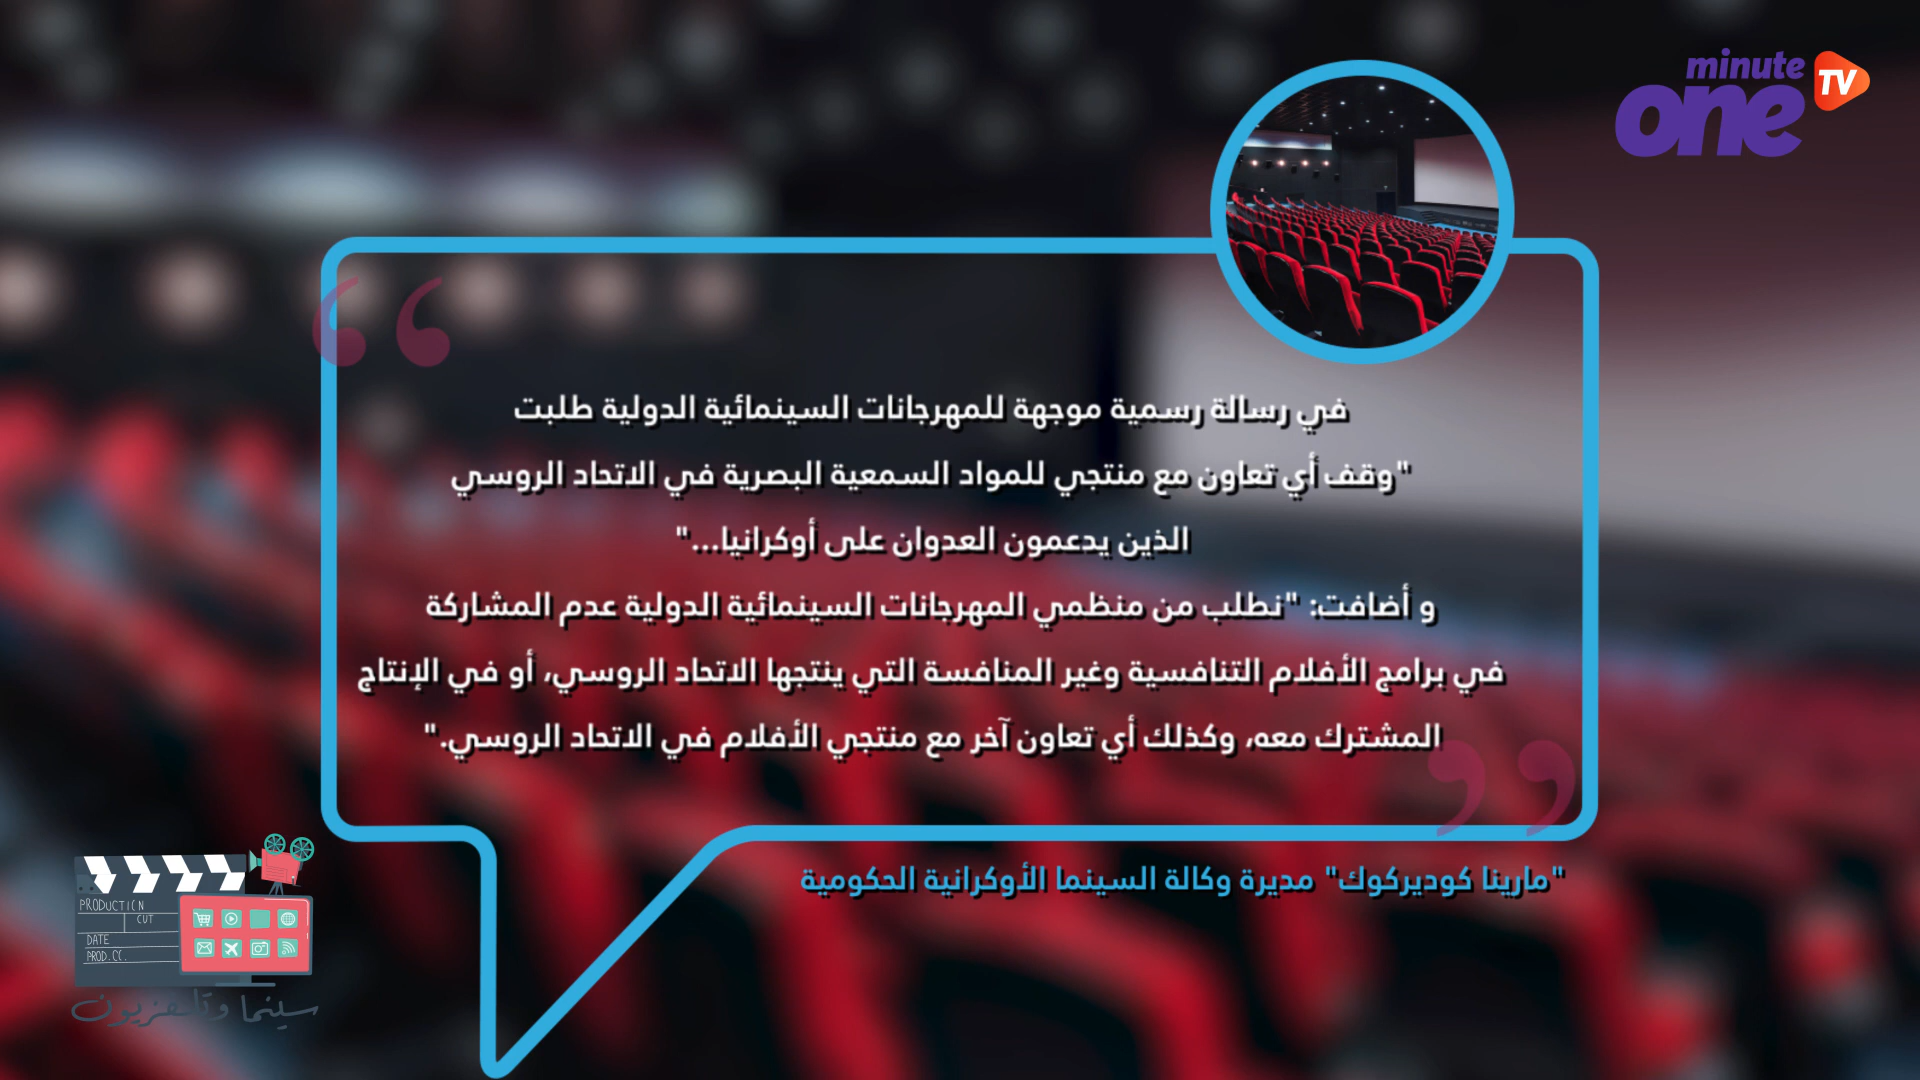 minute
one TV
في رسالة رسمية موجهة للمهرجانات السينمائية الدولية طلبت
"وقف أي تعاون مع منتجي للمواد السمعية البصرية في الاتحاد الروسي
الذين يدعمون العدوان على أوكرانيا..."
و أضافت: "نطلب من منظمي المهرجانات السينمائية الدولية عدم المشاركة
في برامج الأفلام التنافسية وغير المنافسة التي ينتجها الاتحاد الروسي، أو في الإنتاج
المشترك معه، وكذلك أي تعاون آخر مع منتجي الأفلام في الاتحاد الروسي."
"مارينا كوديركوك" مديرة وكالة السينما الأوكرانية الحكومية
PRODUCTION
CUT
DATE
PROD.CC.
سينما وتلفزيون